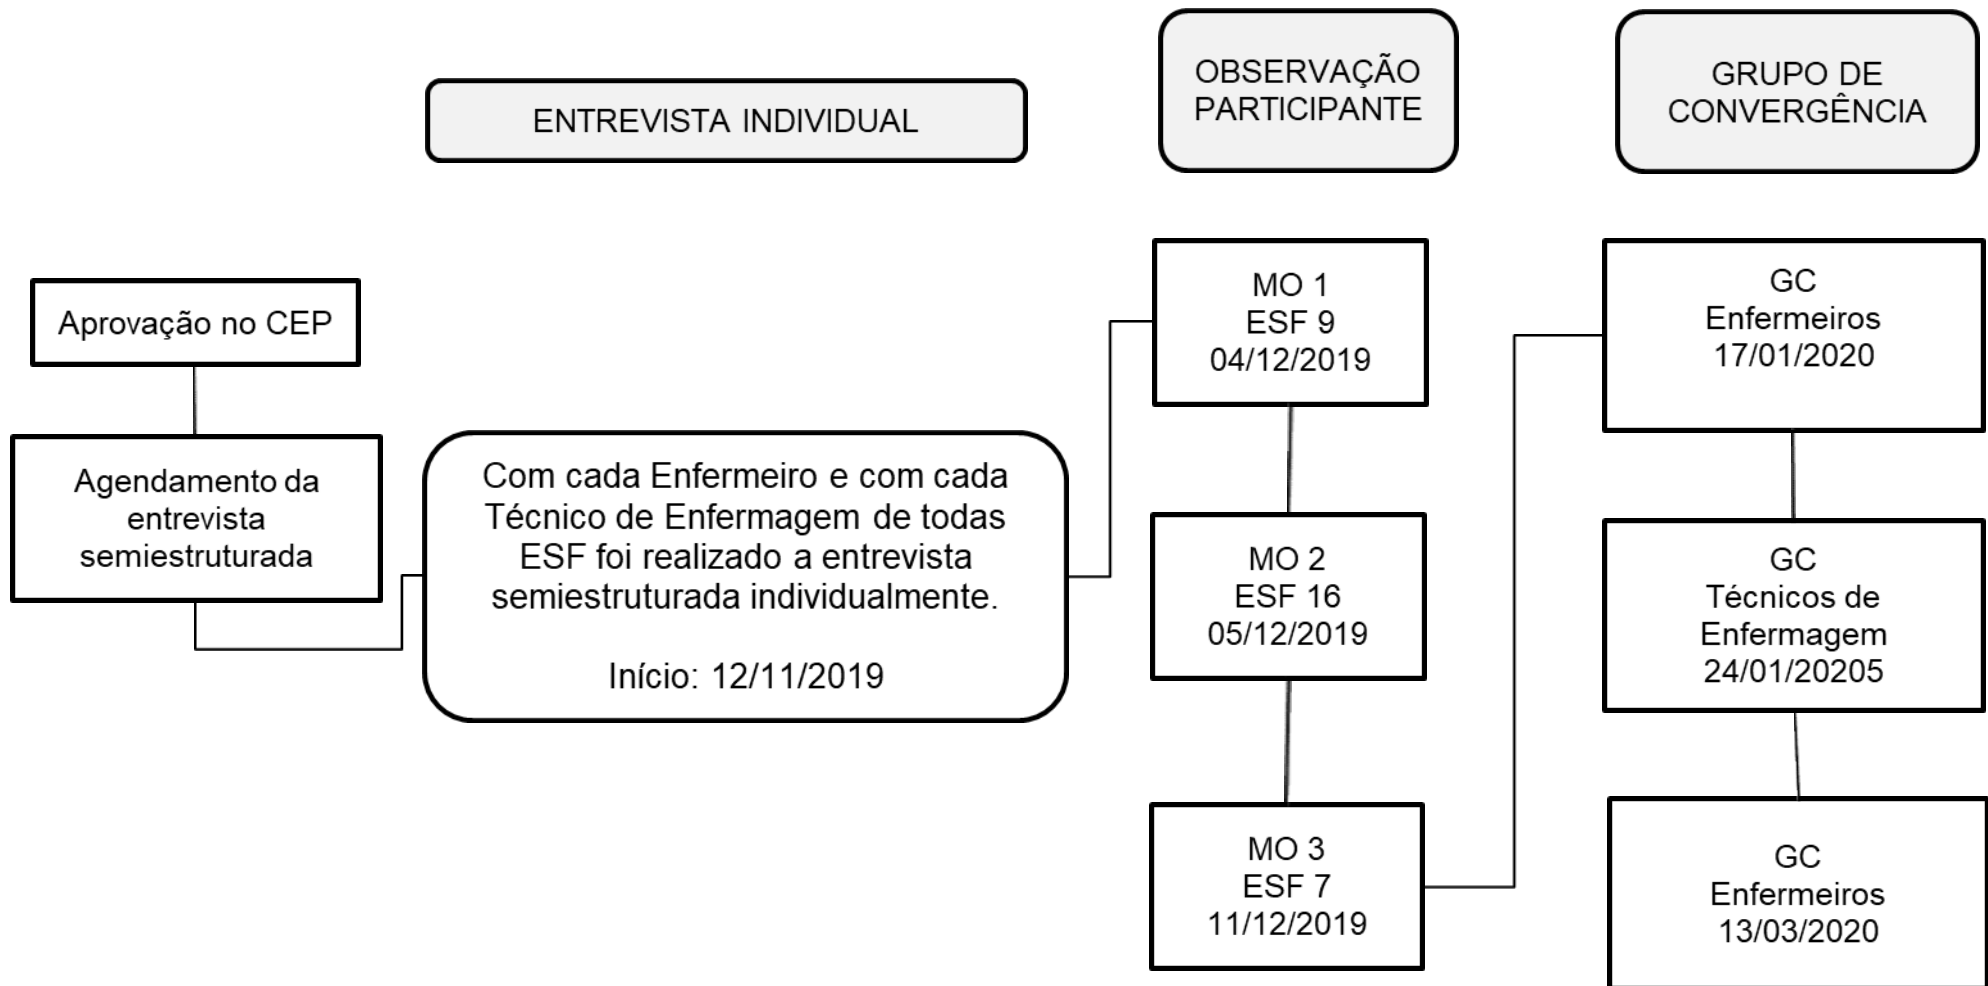 ENTREVISTA INDIVIDUAL
OBSERVAÇÃO
PARTICIPANTE
GRUPO DE
CONVERGÊNCIA
Aprovação no CEP
Agendamento da
entrevista
semiestruturada
Com cada Enfermeiro e com cada
Técnico de Enfermagem de todas
ESF foi realizado a entrevista
semiestruturada individualmente.
Início: 12/11/2019
MO 1
ESF 9
04/12/2019
MO 2
ESF 16
05/12/2019
MO 3
ESF 7
11/12/2019
GC
Enfermeiros
17/01/2020
GC
Técnicos de
Enfermagem
24/01/20205
GC
Enfermeiros
13/03/2020